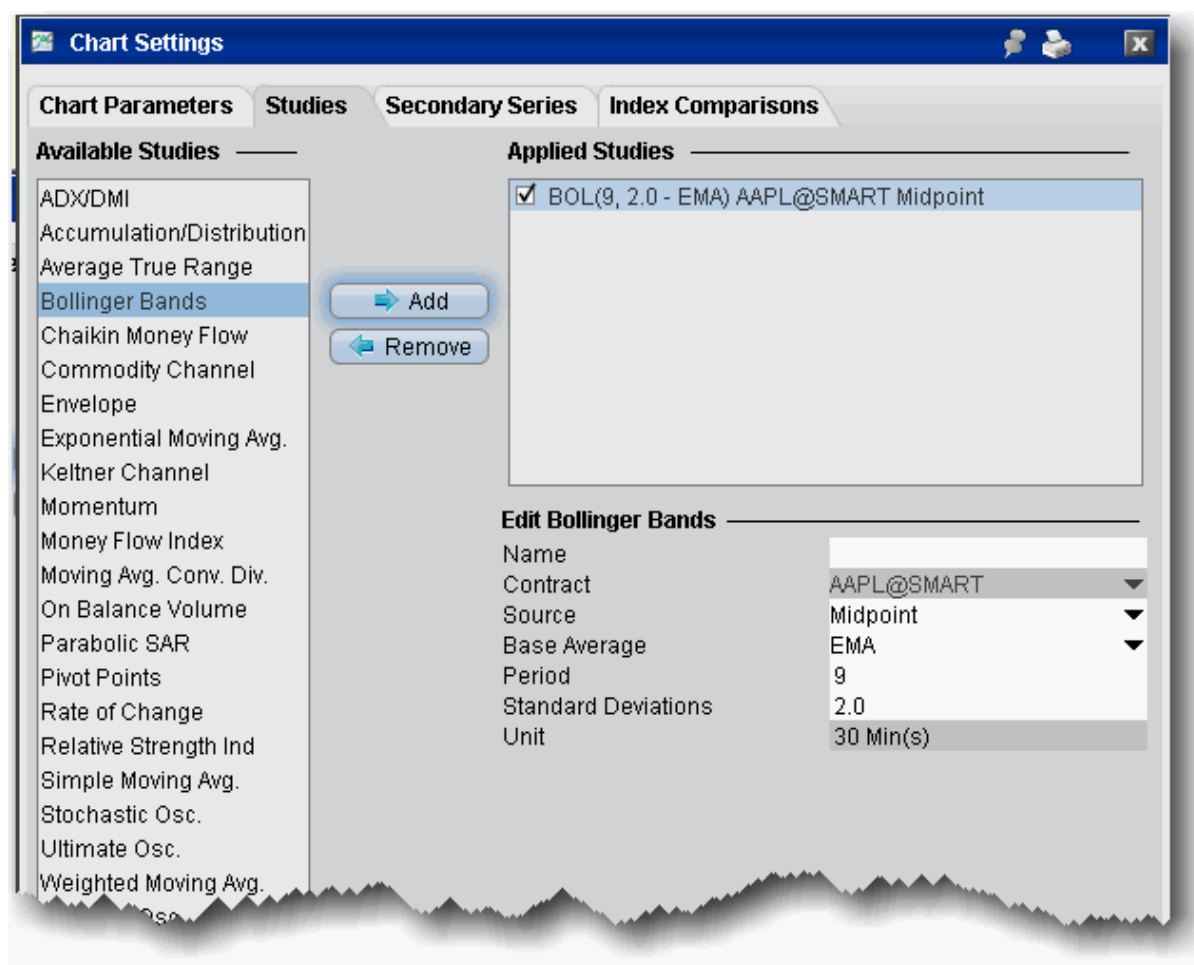 Chart Settings
Chart Parameters
Studies
Secondary Series
Index Comparisons
Available Studies
ADX/DMI
Accumulation/Distribution
Average True Range
Bollinger Bands
Chaikin Money Flow
Commodity Channel
Envelope
Exponential Moving Avg.
Keltner Channel
Momentum
Money Flow Index
Moving Avg. Conv. Div.
On Balance Volume
Parabolic SAR
Pivot Points
Rate of Change
Relative Strength Ind
Simple Moving Avg.
Stochastic Osc.
Ultimate Osc.
Weighted Moving Avg.
Add
Remove
Applied Studies
BOL(9, 2.0 - EMA) AAPL@SMART Midpoint
Edit Bollinger Bands
Name
Contract AAPL@SMART
Source Midpoint
Base Average EMA
Period 9
Standard Deviations 2.0
Unit 30 Min(s)